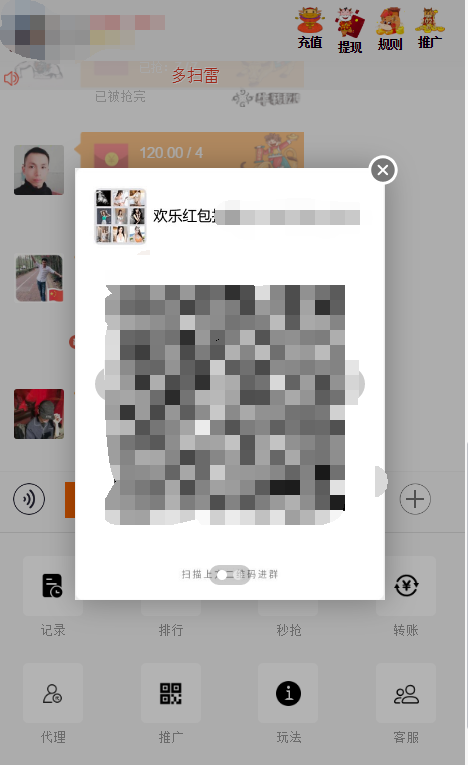 充值 提现 规则 推广
多扫雷
已被抢完
120.00 / 4
欢乐红包
扫描上 二维码进群
记录 排行 秒抢 转账
代理 推广 玩法 客服